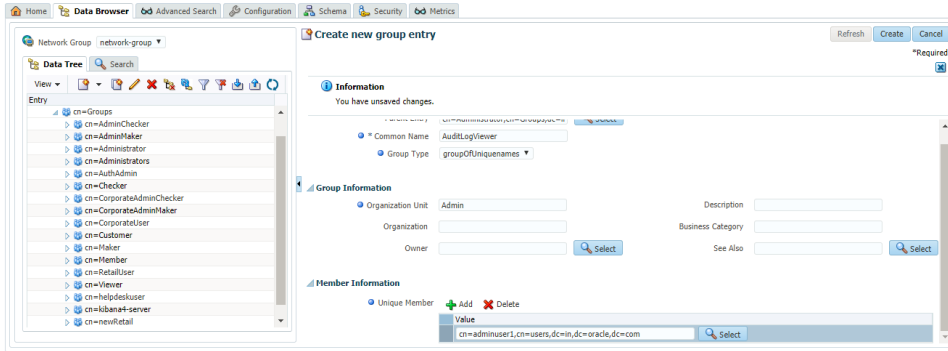 Home Data Browser Advanced Search Configuration Schema Security Metrics
Network Group network-group
Data Tree Search
View
Entry
cn=Groups
cn=AdminChecker
cn=AdminMaker
cn=Administrator
cn=Administrators
cn=AuthAdmin
cn=Checker
cn=CorporateAdminChecker
cn=CorporateAdminMaker
cn=CorporateUser
cn=Customer
cn=Maker
cn=Member
cn=RetailUser
cn=Viewer
cn=helpdeskuser
cn=kibana4-server
cn=newRetail
Create new group entry
Refresh Create Cancel
*Required
Information
You have unsaved changes.
Parent Entry cn=Administrator,cn=Groups,dc=i Select
* Common Name AuditLogViewer
Group Type groupOfUniquenames
Group Information
Organization Unit Admin Description
Organization Business Category
Owner Select See Also Select
Member Information
Unique Member Add Delete
Value
cn=adminuser1,cn=users,dc=in,dc=oracle,dc=com Select